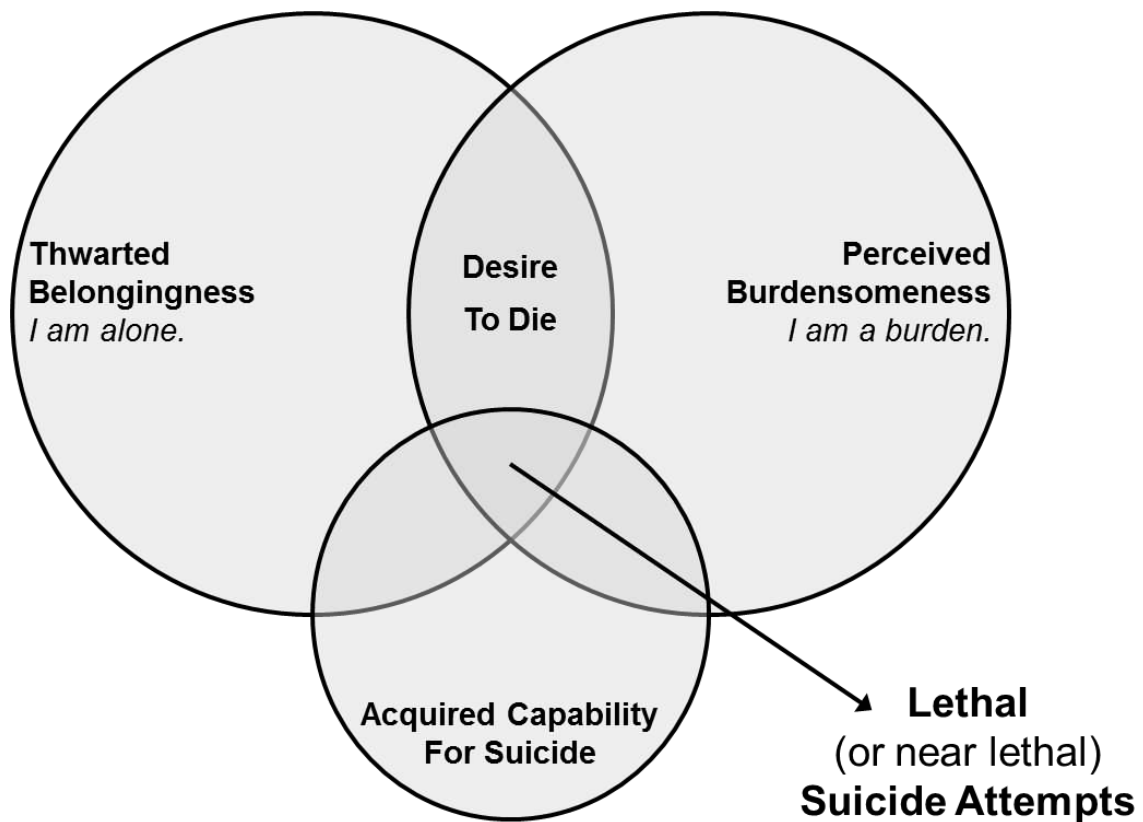 Thwarted
Belongingness
I am alone.
Desire
To Die
Perceived
Burdensomeness
I am a burden.
Acquired Capability
For Suicide
Lethal
(or near lethal)
Suicide Attempts